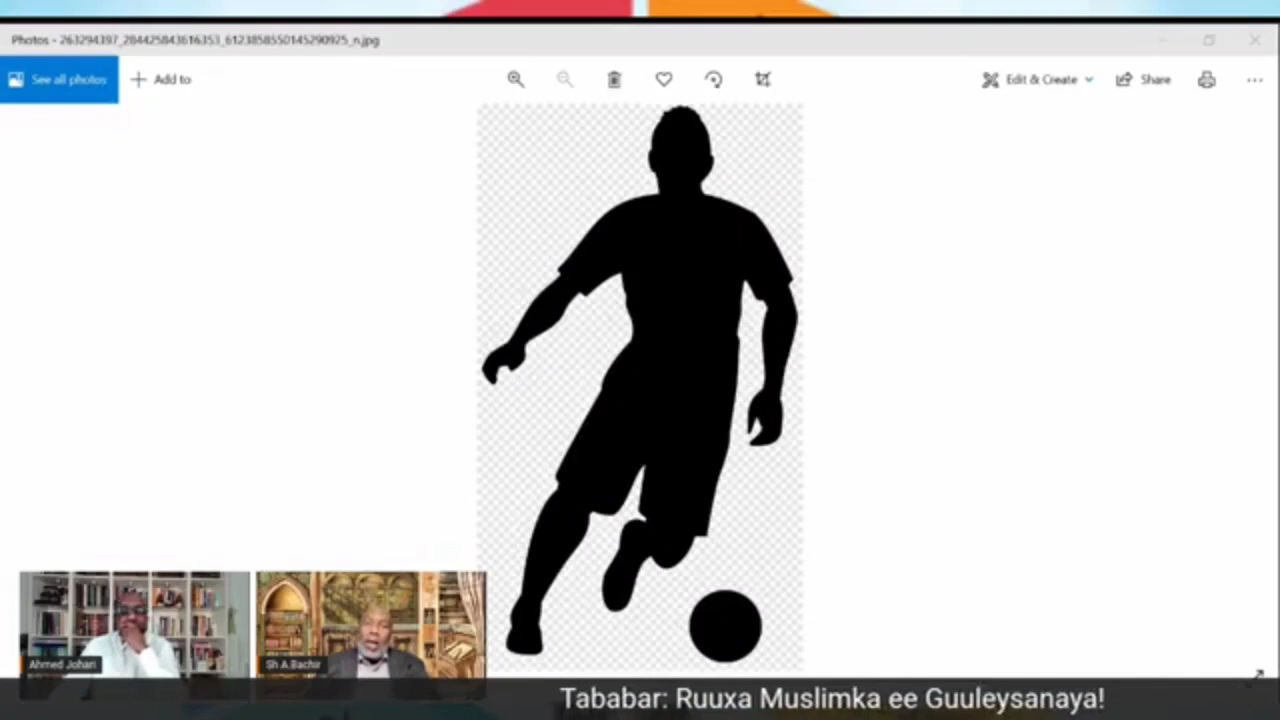 Photos - 263294397_284425843616353_6123858550145290925_n.jpg
See all photos
Add to
Edit & Create
Share
Ahmed Johari
Sh A.Bachir
Tababar: Ruuxa Muslimka ee Guuleysanaya!